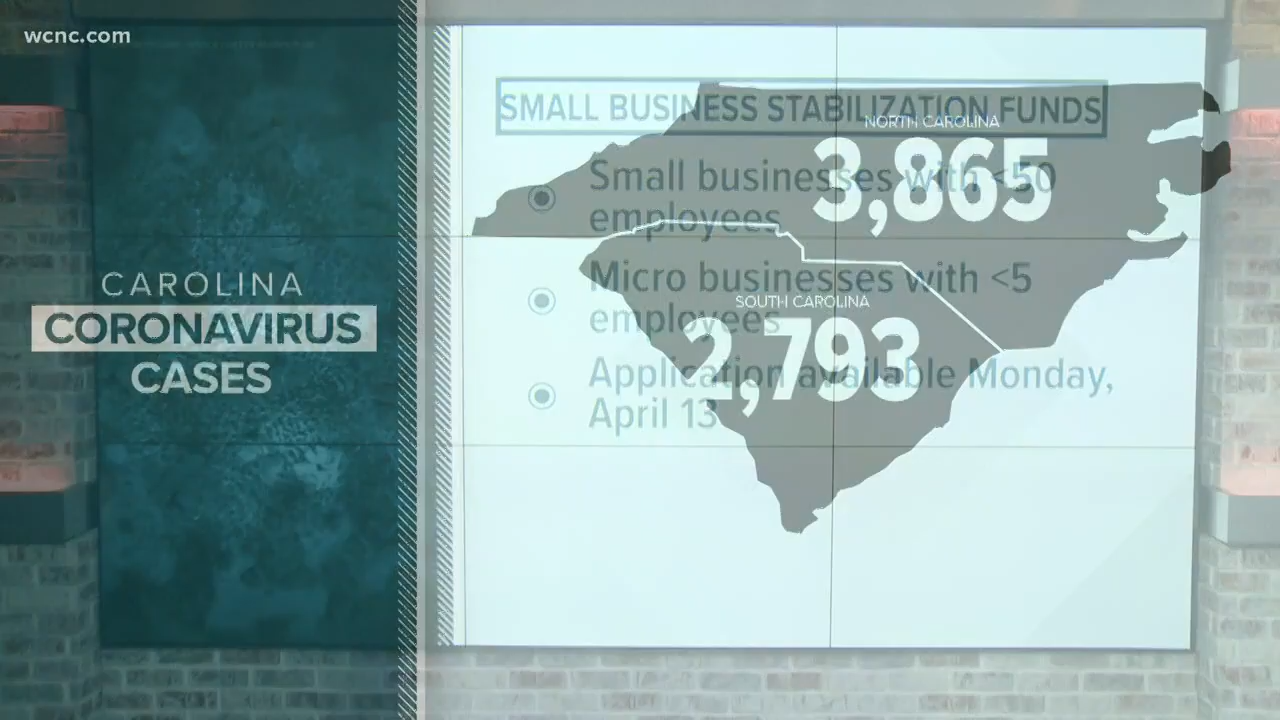 wcnc.com
CAROLINA
CORONAVIRUS
CASES
SMALL BUSINESS STABILIZATION FUNDS
Small businesses with <50
employees
Micro businesses with <5
employees
Application available Monday,
April 13
NORTH CAROLINA
3,865
SOUTH CAROLINA
2,793